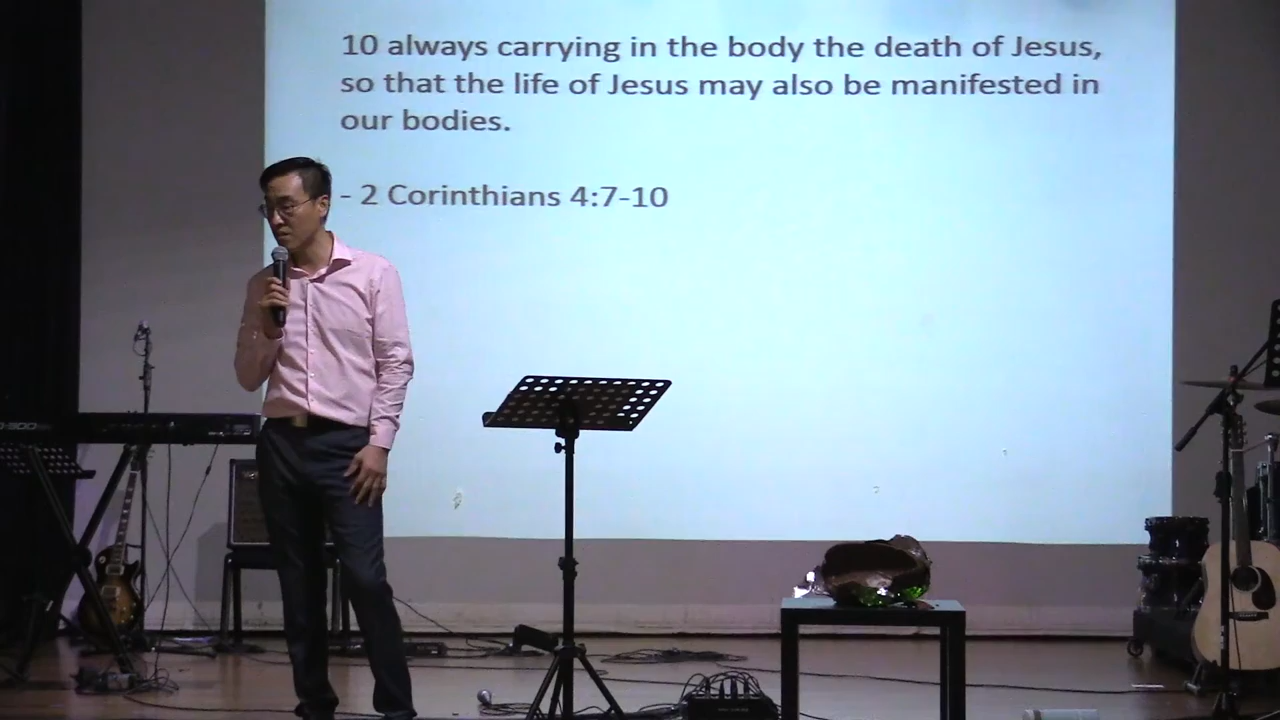 10 always carrying in the body the death of Jesus,
so that the life of Jesus may also be manifested in
our bodies.
- 2 Corinthians 4:7-10